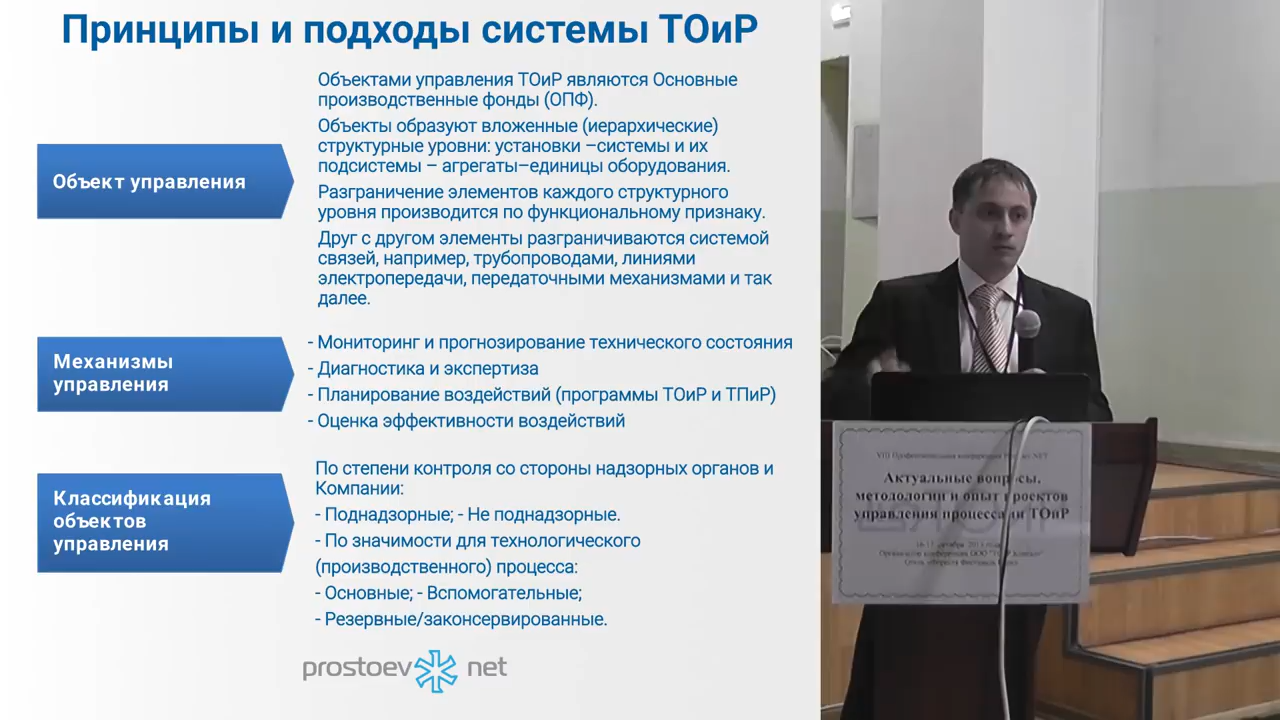 Принципы и подходы системы ТОиР
Объект управления
Объектами управления ТОиР являются Основные
производственные фонды (ОПФ).
Объекты образуют вложенные (иерархические)
структурные уровни: установки –системы и их
подсистемы – агрегаты–единицы оборудования.
Разграничение элементов каждого структурного
уровня производится по функциональному признаку.
Друг с другом элементы разграничиваются системой
связей, например, трубопроводами, линиями
электропередачи, передаточными механизмами и так
далее.
Механизмы
управления
- Мониторинг и прогнозирование технического состояния
- Диагностика и экспертиза
- Планирование воздействий (программы ТОиР и ТПиР)
- Оценка эффективности воздействий
Классификация
объектов
управления
По степени контроля со стороны надзорных органов и
Компании:
- Поднадзорные; - Не поднадзорные.
- По значимости для технологического
(производственного) процесса:
- Основные; - Вспомогательные;
- Резервные/законсервированные.
prostoev net
VIII Профессиональная конференция
Актуальные вопросы,
методологии и опыт проектов
управления процессами ТОиР